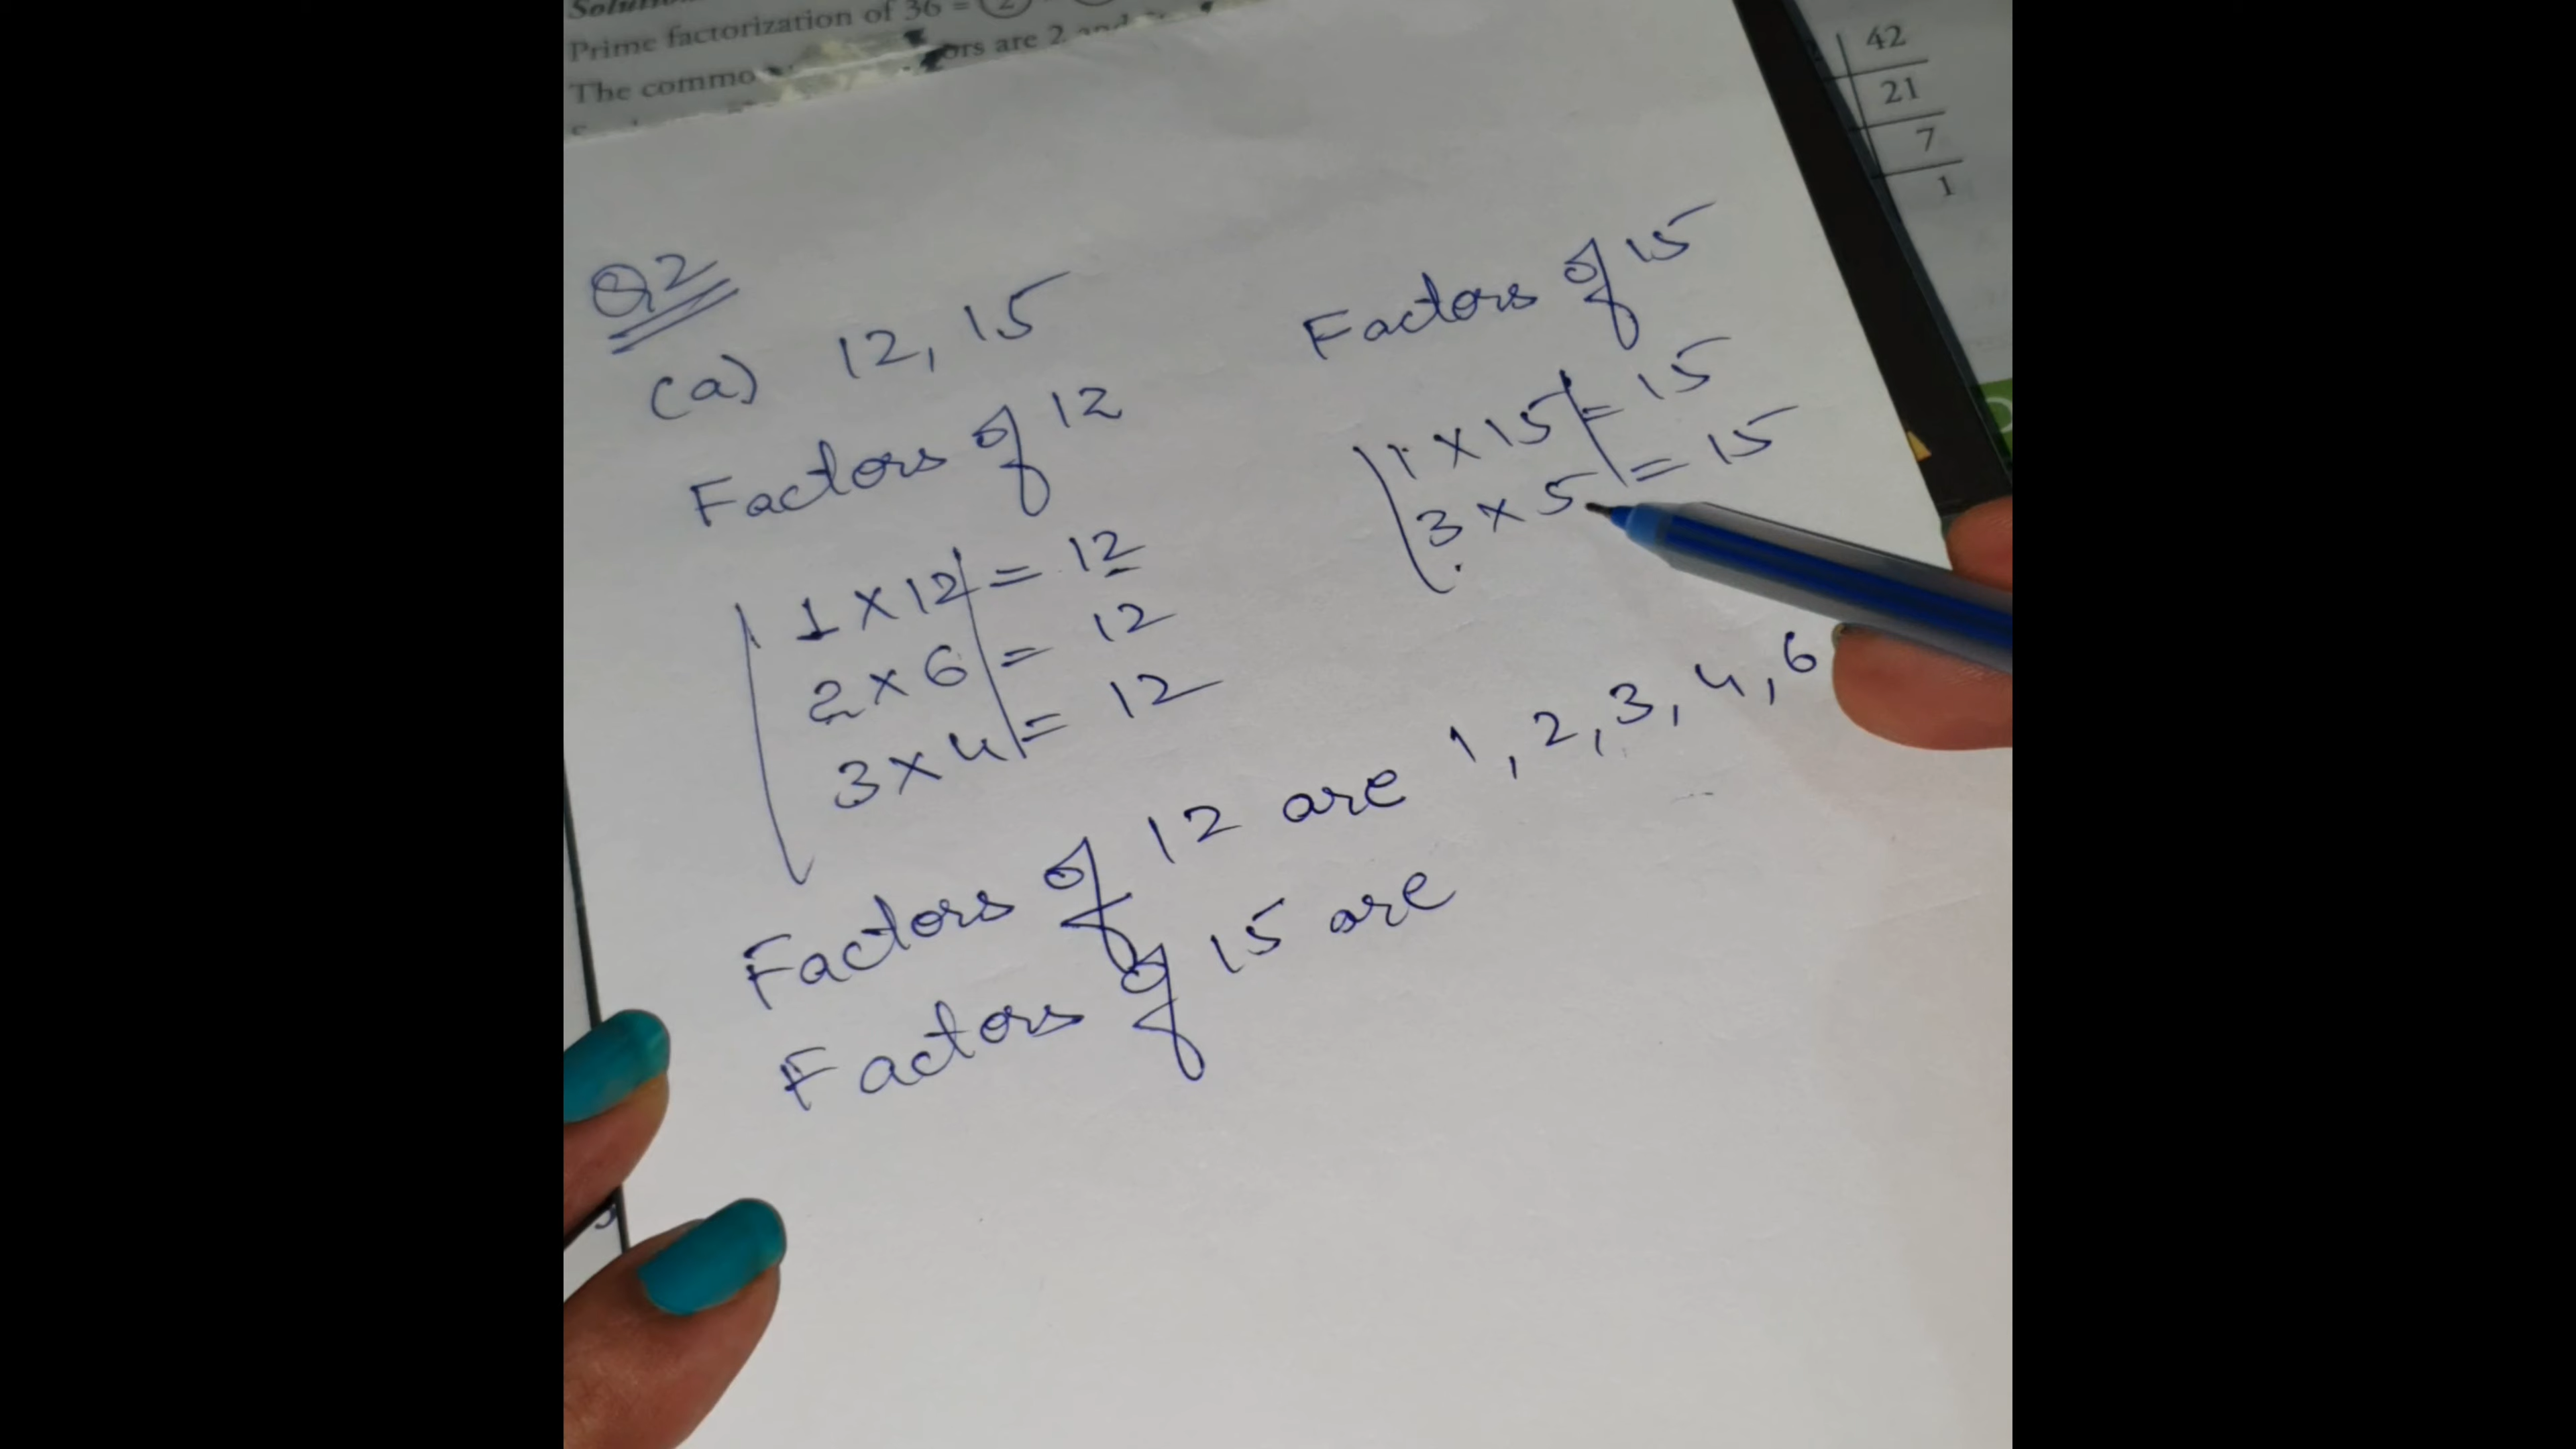 Prime factorization of 36 = 2
The commo ors are 2 and
42
21
7
1
Q2
(a) 12, 15
Factors of 12
1 x 12 = 12
2 x 6 = 12
3 x 4 = 12
Factors of 15
1 x 15 = 15
3 x 5 = 15
Factors of 12 are 1, 2, 3, 4, 6
Factors of 15 are